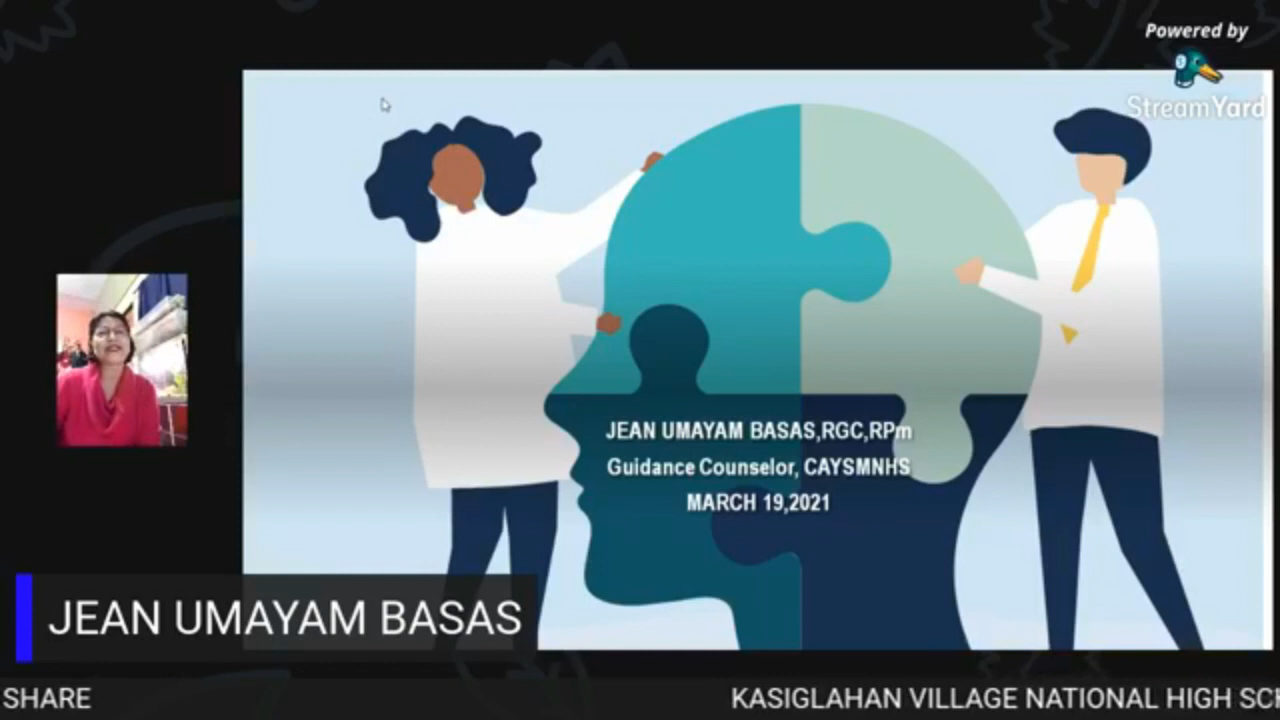 Powered by
StreamYard
JEAN UMAYAM BASAS,RGC,RPm
Guidance Counselor, CAYSMNHS
MARCH 19,2021
JEAN UMAYAM BASAS
SHARE
KASIGLAHAN VILLAGE NATIONAL HIGH